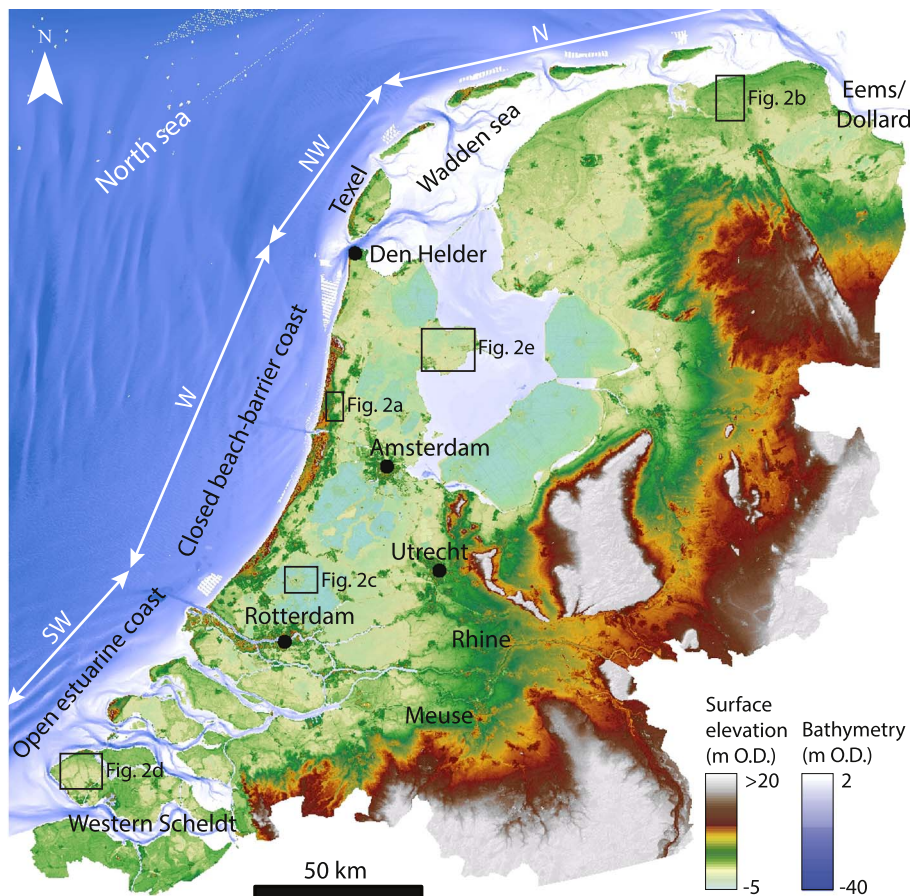 N
N
Fig. 2b
Eems/
Dollard
North sea
NW
Wadden sea
Texel
Den Helder
W
Closed beach-barrier coast
Fig. 2e
Fig. 2a
Amsterdam
Utrecht
Fig. 2c
SW
Open estuarine coast
Rotterdam
Rhine
Meuse
Fig. 2d
Western Scheldt
50 km
Surface
elevation
(m O.D.)
>20
-5
Bathymetry
(m O.D.)
2
-40